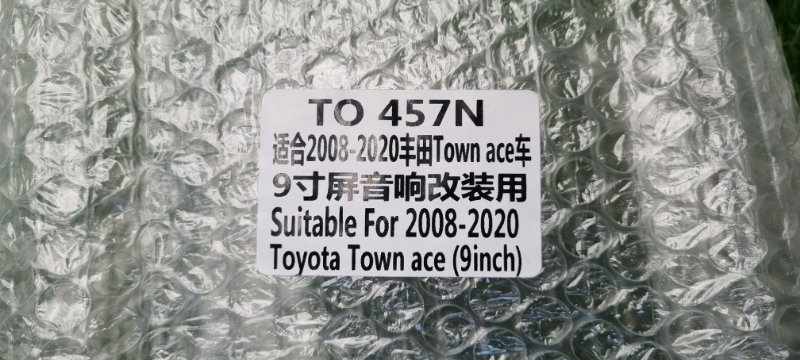 TO 457N
适合2008-2020丰田Town ace车
9寸屏音响改装用
Suitable For 2008-2020
Toyota Town ace (9inch)